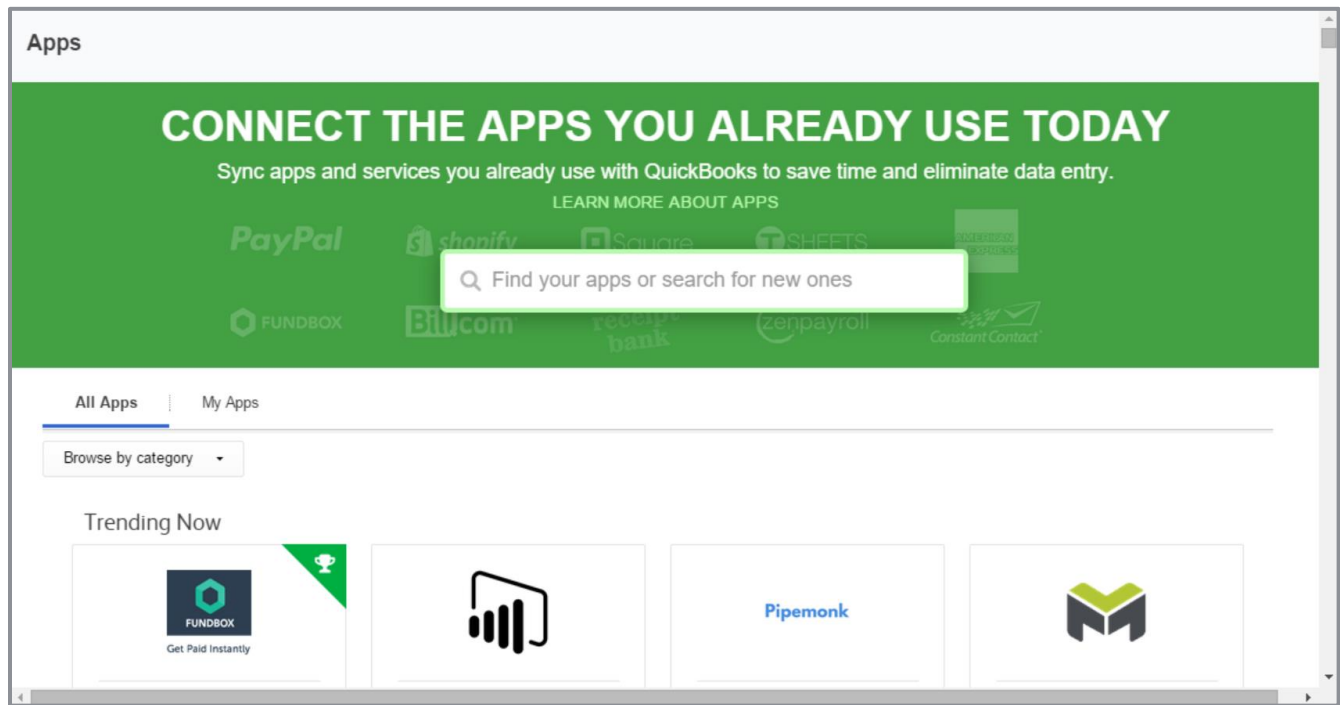 Apps
CONNECT THE APPS YOU ALREADY USE TODAY
Sync apps and services you already use with QuickBooks to save time and eliminate data entry.
LEARN MORE ABOUT APPS
PayPal shopify Square TSHEETS AMERICAN EXPRESS
Find your apps or search for new ones
FUNDBOX Bill.com receipt bank zenpayroll Constant Contact
All Apps My Apps
Browse by category
Trending Now
FUNDBOX
Get Paid Instantly
Pipemonk